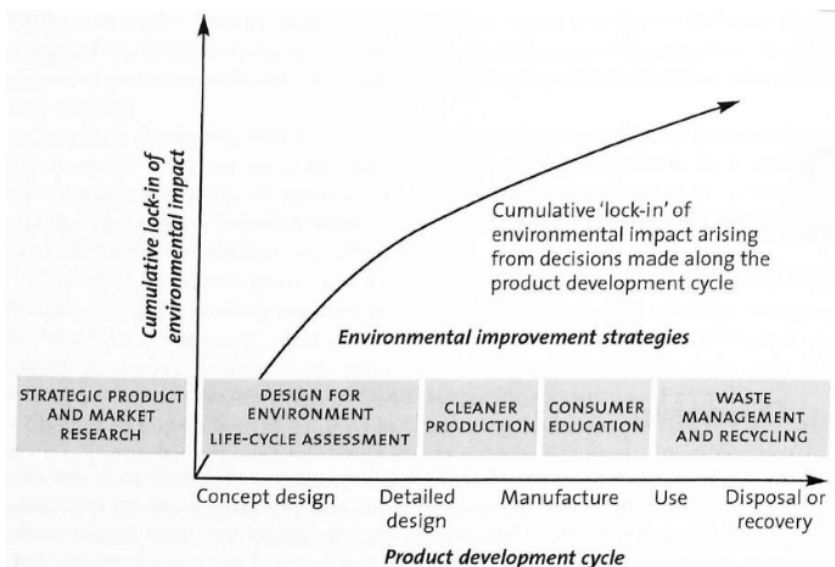 Cumulative lock-in of
environmental impact
Cumulative ‘lock-in’ of
environmental impact arising
from decisions made along the
product development cycle
Environmental improvement strategies
STRATEGIC PRODUCT
AND MARKET
RESEARCH
DESIGN FOR
ENVIRONMENT
LIFE-CYCLE ASSESSMENT
CLEANER
PRODUCTION
CONSUMER
EDUCATION
WASTE
MANAGEMENT
AND RECYCLING
Concept design
Detailed
design
Manufacture
Use
Disposal or
recovery
Product development cycle